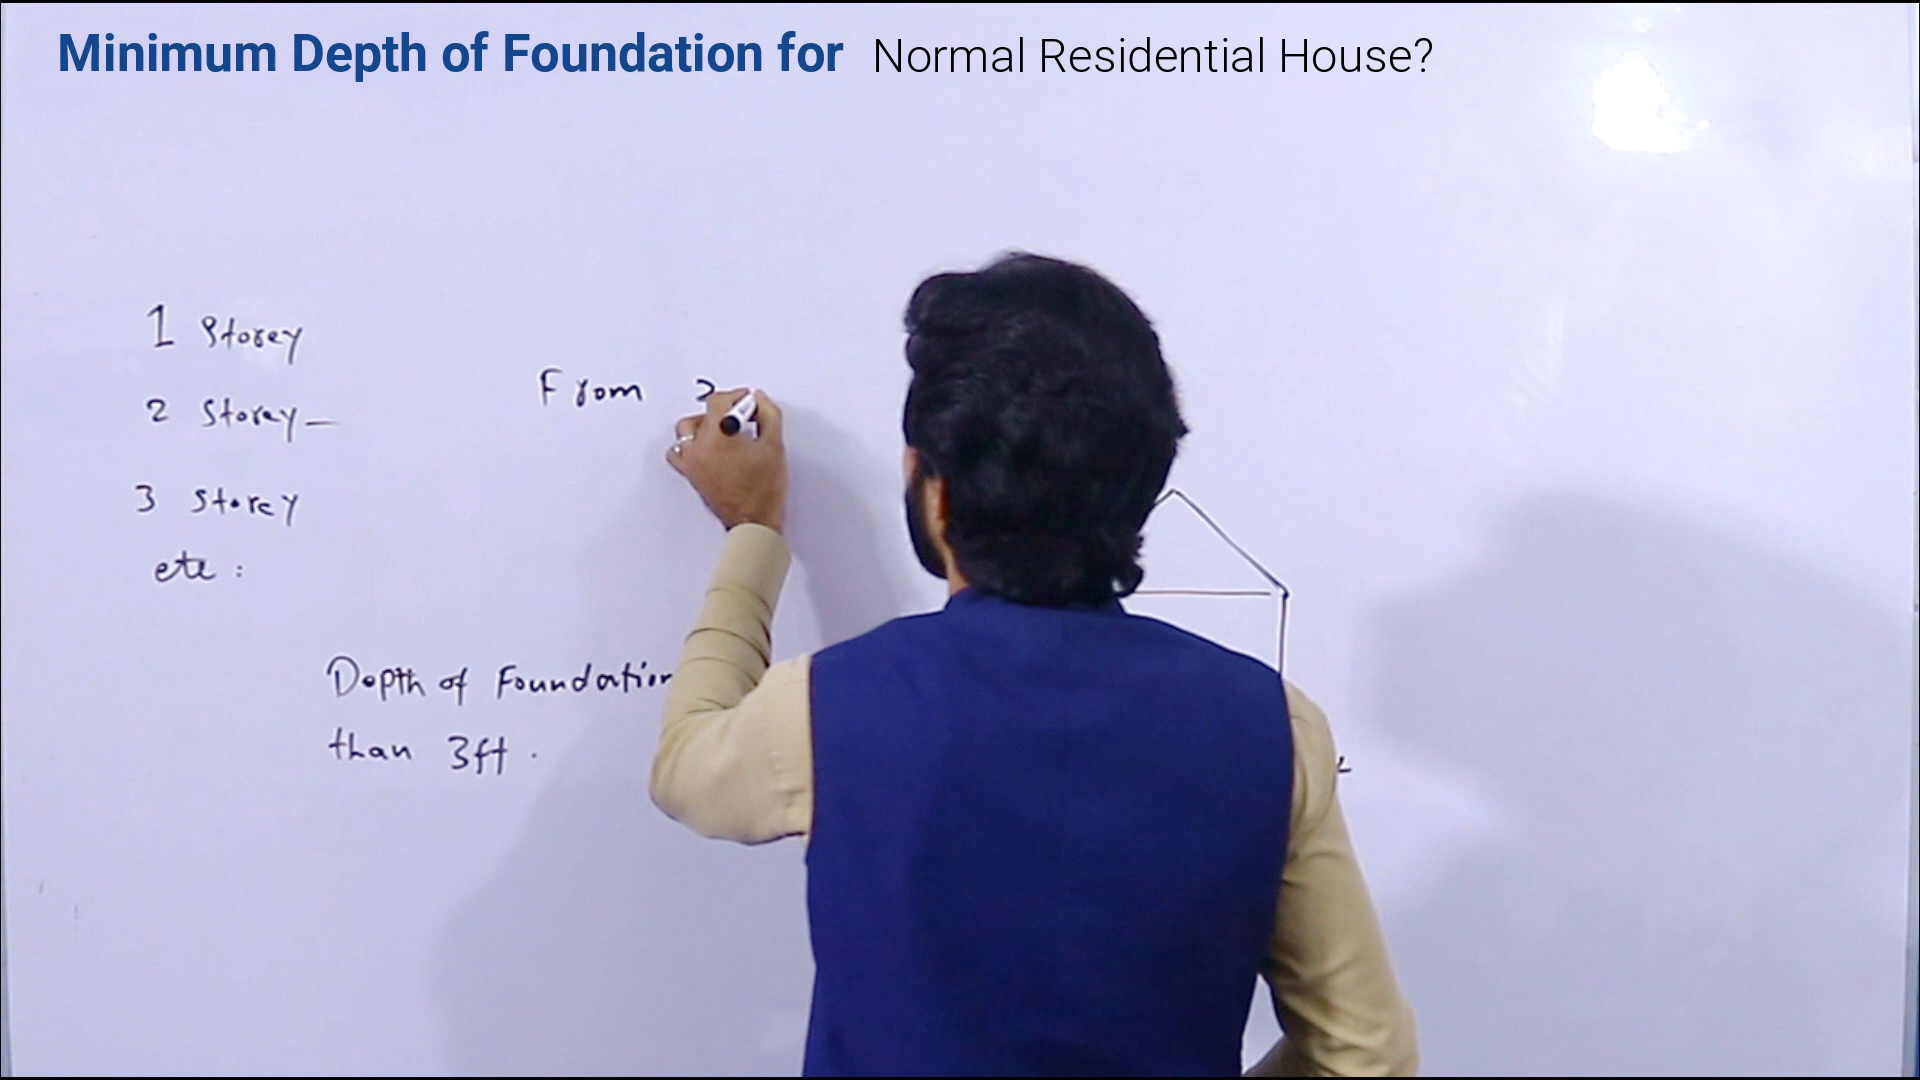 Minimum Depth of Foundation for Normal Residential House?
1 Storey
From
2 Storey
3 Storey
etc :
Depth of Foundation
than 3ft .